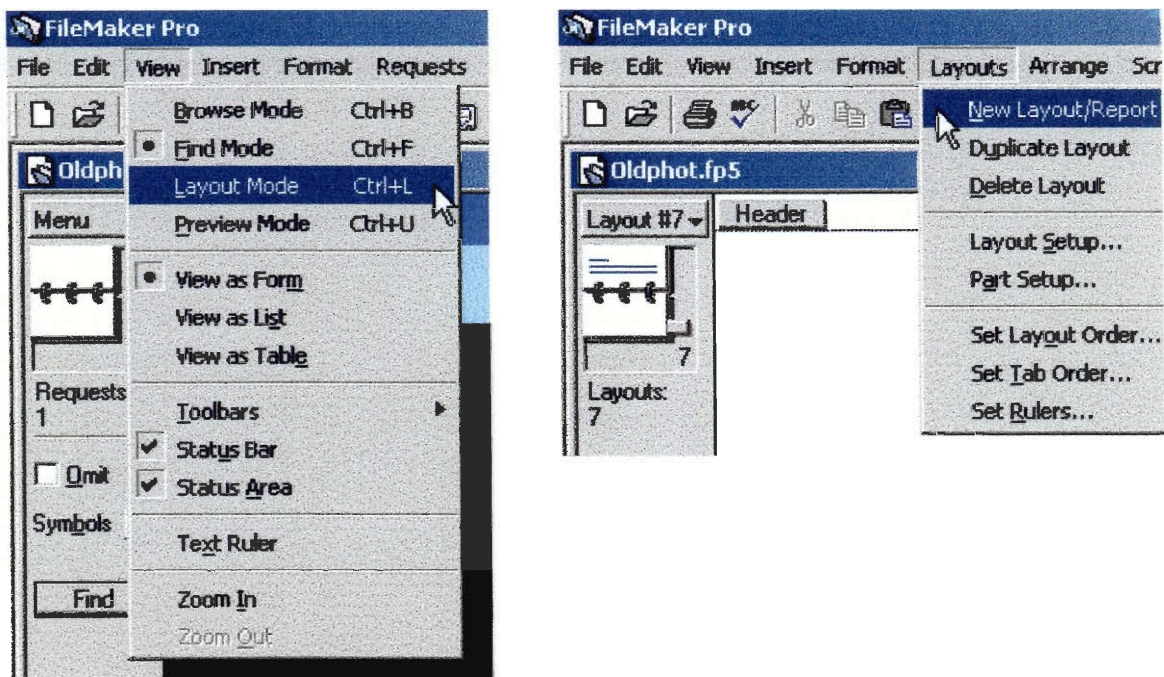 FileMaker Pro
File Edit View Insert Format Requests
Browse Mode Ctrl+B
Find Mode Ctrl+F
Layout Mode Ctrl+L
Preview Mode Ctrl+U
View as Form
View as List
View as Table
Toolbars
Status Bar
Status Area
Text Ruler
Zoom In
Zoom Out
Oldph
Menu
Requests
1
Omit
Symbols
Find
FileMaker Pro
File Edit View Insert Format Layouts Arrange Scr
ABC
New Layout/Report
Duplicate Layout
Delete Layout
Layout Setup...
Part Setup...
Set Layout Order...
Set Tab Order...
Set Rulers...
Oldphot.fp5
Layout #7
Header
7
Layouts:
7